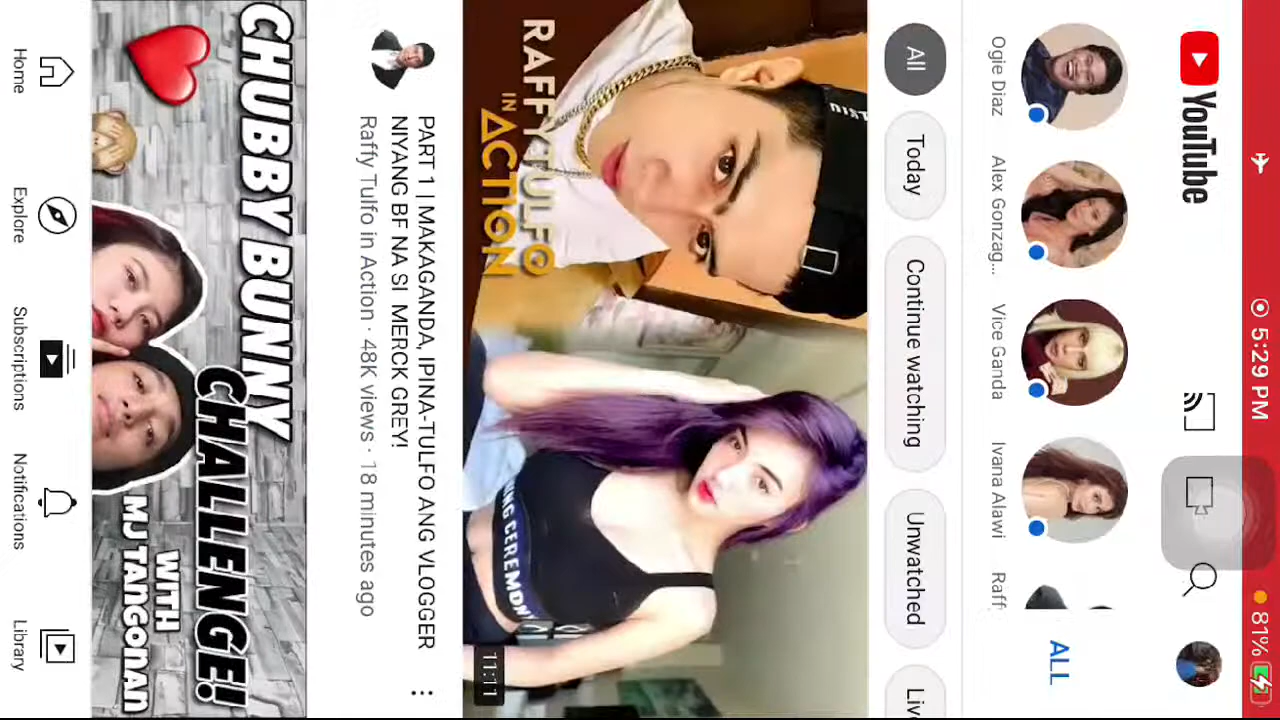 5:29 PM
81%
YouTube
Ogie Diaz
Alex Gonzag...
Vice Ganda
Ivana Alawi
Raff
ALL
All
Today
Continue watching
Unwatched
Liv
RAFFY TULFO
IN ACTION
11:11
PART 1 | MAKAGANDA, IPINA-TULFO ANG VLOGGER
NIYANG BF NA SI MERCK GREY!
Raffy Tulfo in Action · 48K views · 18 minutes ago
CHUBBY BUNNY
CHALLENGE!
WITH
MJ TANGONAN
Home
Explore
Subscriptions
Notifications
Library